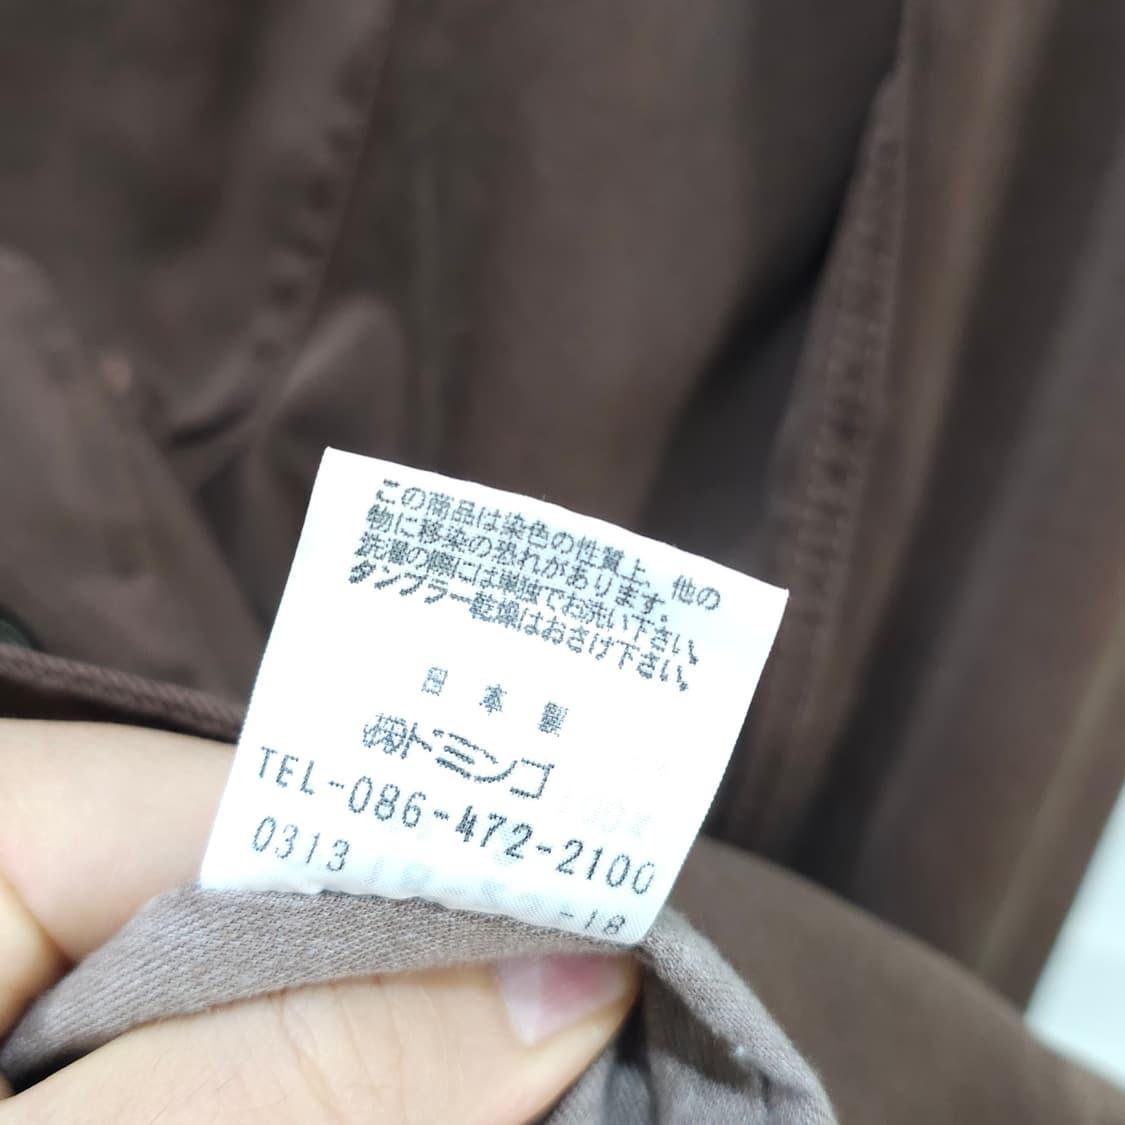 この商品は染色の性質上、他の
物に移染の恐れがあります。
洗濯の際には単独でお洗い下さい。
タンブラー乾燥はおさけ下さい。
日本製
㈱ドミンゴ
TEL-086-472-2100
0313
-18